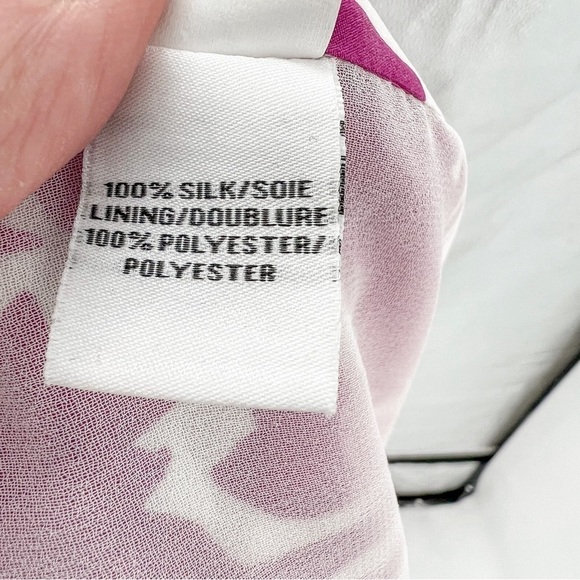 100% SILK/SOIE
LINING/DOUBLURE
100% POLYESTER/
POLYESTER